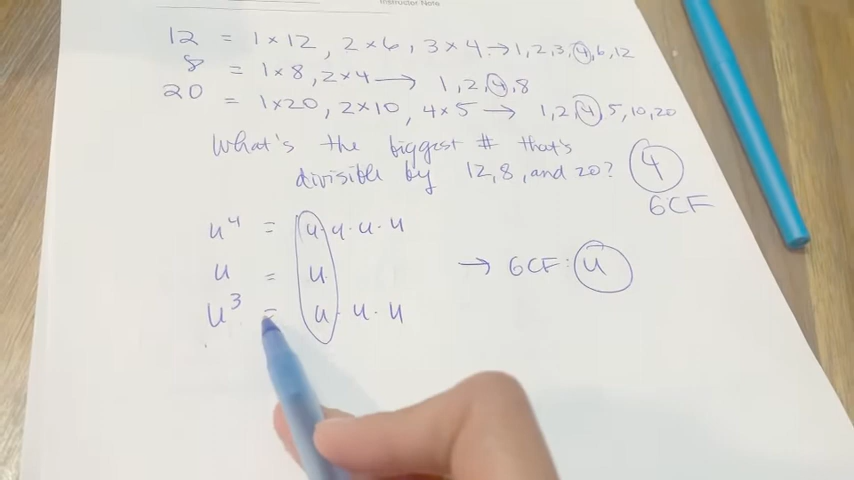 Instructor Note
12 = 1×12, 2×6, 3×4 → 1, 2, 3, 4, 6, 12
8 = 1×8, 2×4 → 1, 2, 4, 8
20 = 1×20, 2×10, 4×5 → 1, 2, 4, 5, 10, 20
What's the biggest # that's
divisible by 12, 8, and 20? 4
GCF
u⁴ = u·u·u·u
u = u
→ GCF: u
u³ = u·u·u